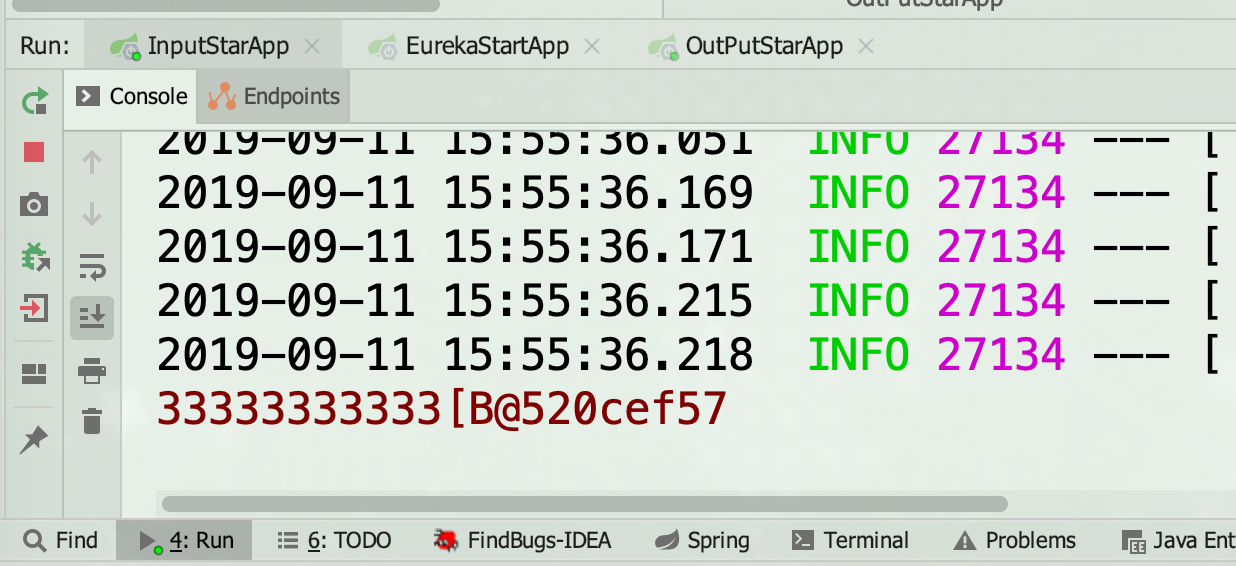 OutPutStarApp
Run: InputStarApp EurekaStartApp OutPutStarApp
Console Endpoints
2019-09-11 15:55:36.051 INFO 27134 --- [
2019-09-11 15:55:36.169 INFO 27134 --- [
2019-09-11 15:55:36.171 INFO 27134 --- [
2019-09-11 15:55:36.215 INFO 27134 --- [
2019-09-11 15:55:36.218 INFO 27134 --- [
33333333333[B@520cef57
Find 4: Run 6: TODO FindBugs-IDEA Spring Terminal Problems Java Ent